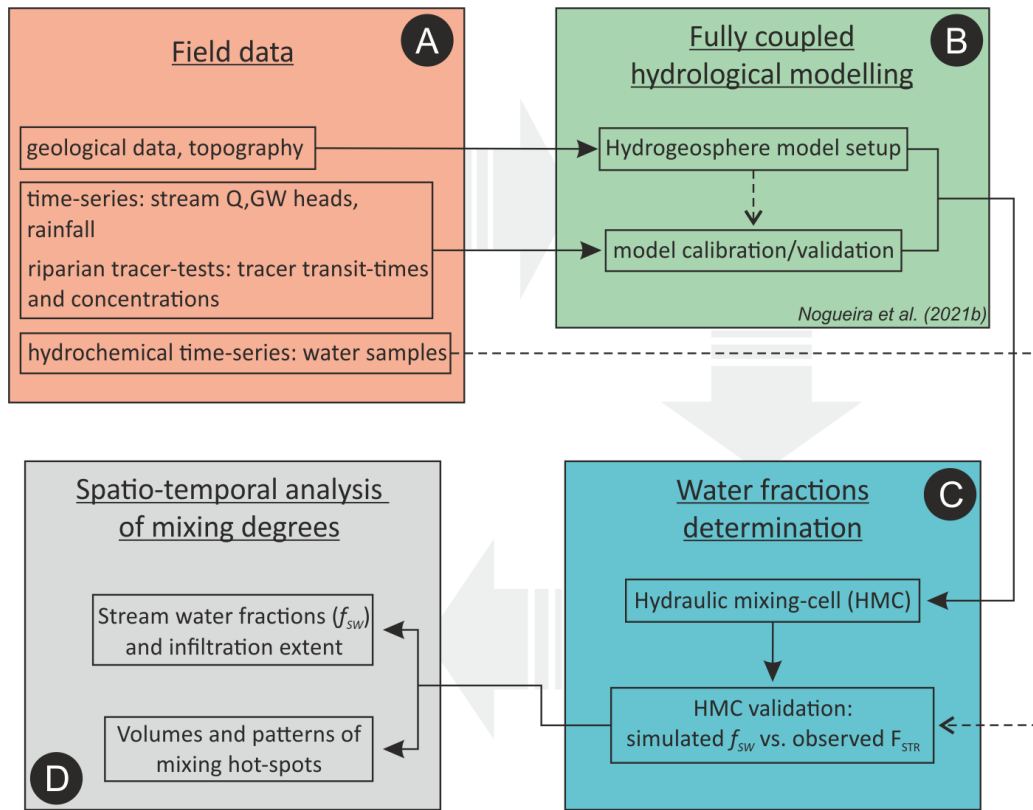 A
Field data
geological data, topography
time-series: stream Q,GW heads,
rainfall
riparian tracer-tests: tracer transit-times
and concentrations
hydrochemical time-series: water samples
B
Fully coupled
hydrological modelling
Hydrogeosphere model setup
model calibration/validation
Nogueira et al. (2021b)
C
Water fractions
determination
Hydraulic mixing-cell (HMC)
HMC validation:
simulated fSW vs. observed FSTR
Spatio-temporal analysis
of mixing degrees
Stream water fractions (fSW)
and infiltration extent
Volumes and patterns of
mixing hot-spots
D